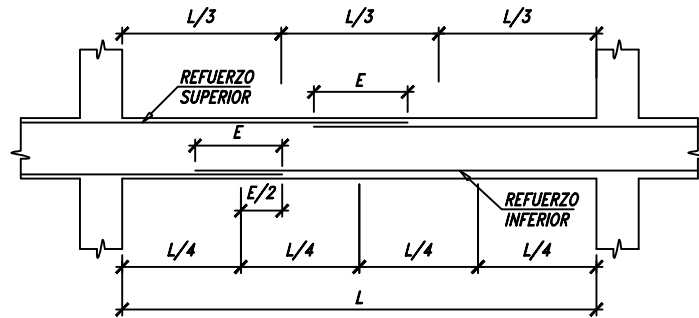 L/3
L/3
L/3
REFUERZO
SUPERIOR
E
E
E/2
REFUERZO
INFERIOR
L/4
L/4
L/4
L/4
L